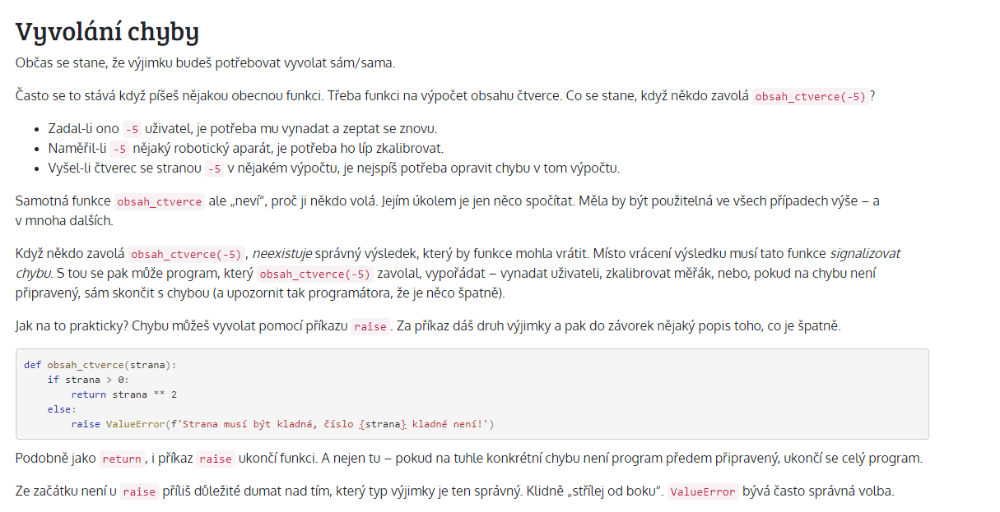 Vyvolání chyby
Občas se stane, že výjimku budeš potřebovat vyvolat sám/sama.
Často se to stává když píšeš nějakou obecnou funkci. Třeba funkci na výpočet obsahu čtverce. Co se stane, když někdo zavolá obsah_ctverce(-5)?
• Zadal-li ono -5 uživatel, je potřeba mu vynadat a zeptat se znovu.
• Naměřil-li -5 nějaký robotický aparát, je potřeba ho líp zkalibrovat.
• Vyšel-li čtverec se stranou -5 v nějakém výpočtu, je nejspíš potřeba opravit chybu v tom výpočtu.
Samotná funkce obsah_ctverce ale „neví“, proč ji někdo volá. Jejím úkolem je jen něco spočítat. Měla by být použitelná ve všech případech výše – a
v mnoha dalších.
Když někdo zavolá obsah_ctverce(-5), neexistuje správný výsledek, který by funkce mohla vrátit. Místo vrácení výsledku musí tato funkce signalizovat
chybu. S tou se pak může program, který obsah_ctverce(-5) zavolal, vypořádat – vynadat uživateli, zkalibrovat měřák, nebo, pokud na chybu není
připravený, sám skončit s chybou (a upozornit tak programátora, že je něco špatně).
Jak na to prakticky? Chybu můžeš vyvolat pomocí příkazu raise. Za příkaz dáš druh výjimky a pak do závorek nějaký popis toho, co je špatně.
def obsah_ctverce(strana):
    if strana > 0:
        return strana ** 2
    else:
        raise ValueError(f'Strana musí být kladná, číslo {strana} kladné není!')
Podobně jako return, i příkaz raise ukončí funkci. A nejen tu – pokud na tuhle konkrétní chybu není program předem připravený, ukončí se celý program.
Ze začátku není u raise příliš důležité dumat nad tím, který typ výjimky je ten správný. Klidně „střílej od boku“. ValueError bývá často správná volba.